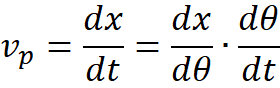 v_p = dx/dt = dx/dθ · dθ/dt